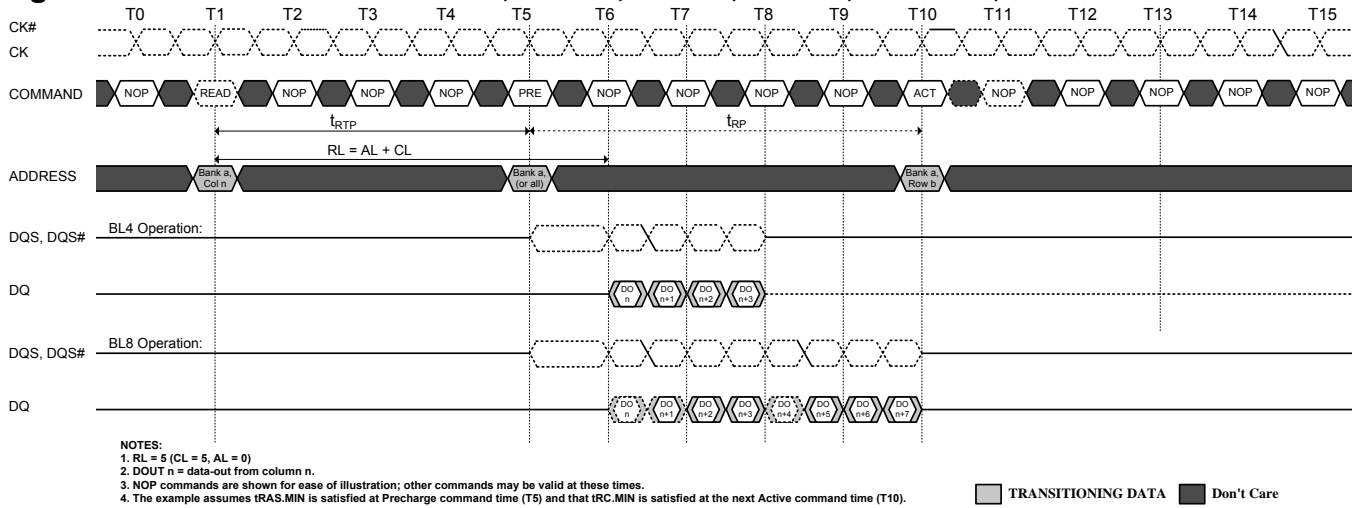 T0 T1 T2 T3 T4 T5 T6 T7 T8 T9 T10 T11 T12 T13 T14 T15
CK#
CK
COMMAND NOP READ NOP NOP NOP PRE NOP NOP NOP NOP ACT NOP NOP NOP NOP NOP
tRTP tRP
RL = AL + CL
ADDRESS Bank a, Col n Bank a, (or all) Bank a, Row b
BL4 Operation:
DQS, DQS#
DQ DO n DO n+1 DO n+2 DO n+3
BL8 Operation:
DQS, DQS#
DQ DO n DO n+1 DO n+2 DO n+3 DO n+4 DO n+5 DO n+6 DO n+7
NOTES:
1. RL = 5 (CL = 5, AL = 0)
2. DOUT n = data-out from column n.
3. NOP commands are shown for ease of illustration; other commands may be valid at these times.
4. The example assumes tRAS.MIN is satisfied at Precharge command time (T5) and that tRC.MIN is satisfied at the next Active command time (T10).
TRANSITIONING DATA Don't Care